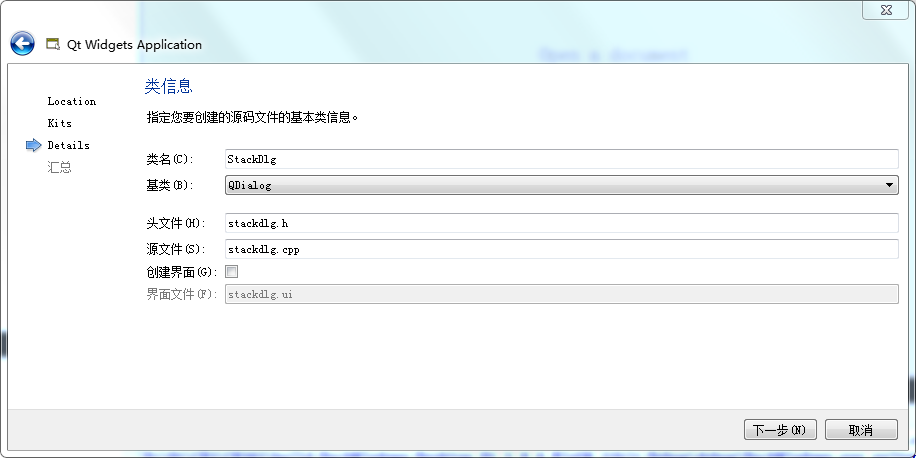 Open a document
Qt Widgets Application
类信息
Location
指定您要创建的源码文件的基本类信息。
Kits
Details
汇总
类名(C): StackDlg
基类(B): QDialog
头文件(H): stackdlg.h
源文件(S): stackdlg.cpp
创建界面(G):
界面文件(F): stackdlg.ui
下一步(N) 取消